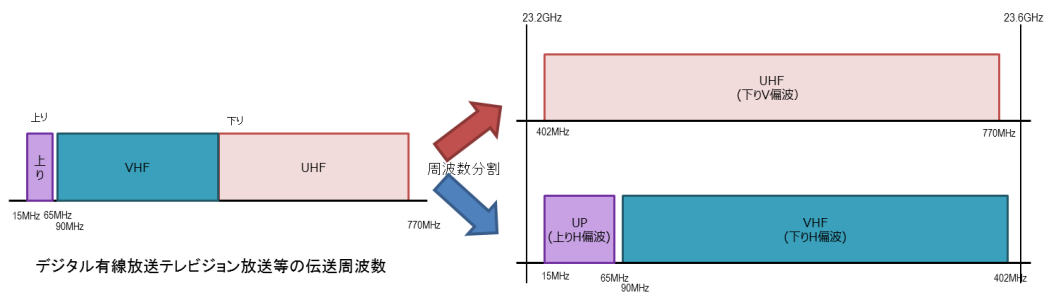 上り
下り
上
り
VHF
UHF
15MHz
65MHz
90MHz
770MHz
デジタル有線放送テレビジョン放送等の伝送周波数
周波数分割
23.2GHz
23.6GHz
UHF
(下りV偏波)
402MHz
770MHz
UP
(上りH偏波)
VHF
(下りH偏波)
15MHz
65MHz
90MHz
402MHz